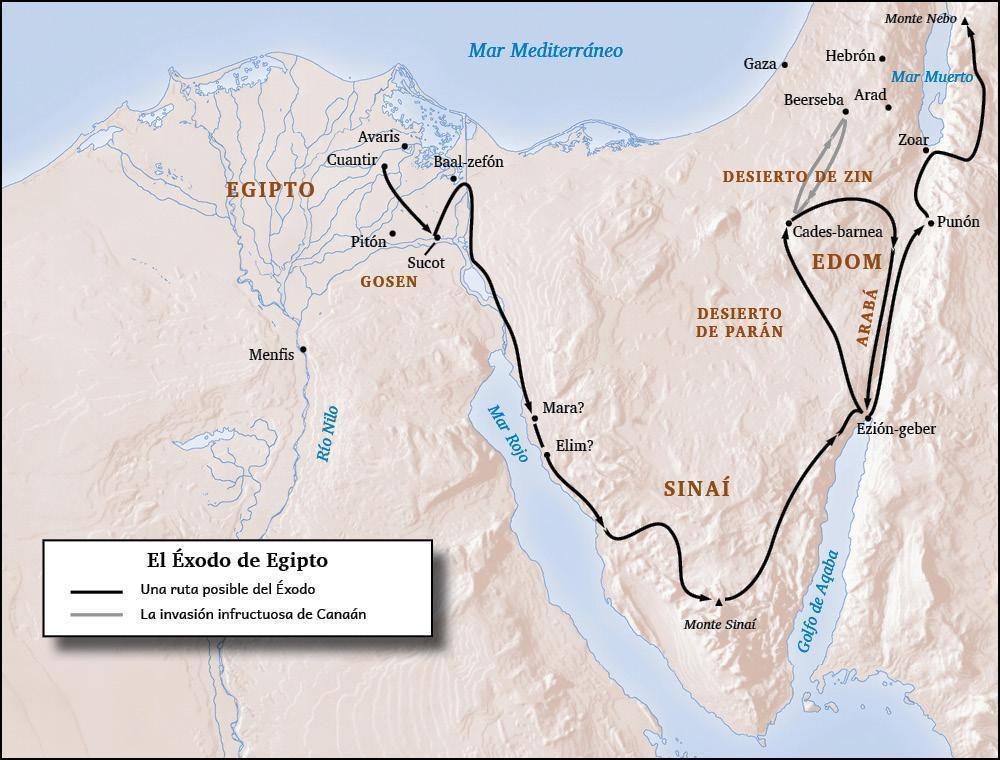 Monte Nebo
Mar Mediterráneo
Hebrón
Gaza
Mar Muerto
Arad
Beerseba
Avaris
Zoar
Cuantir
Baal-zefón
DESIERTO DE ZIN
EGIPTO
Punón
Cades-barnea
Pitón
Sucot
EDOM
GOSEN
DESIERTO
DE PARÁN
ARABÁ
Menfis
Mara?
Mar Rojo
Río Nilo
Ezión-geber
Elim?
SINAÍ
El Éxodo de Egipto
Una ruta posible del Éxodo
La invasión infructuosa de Canaán
Golfo de Aqaba
Monte Sinaí